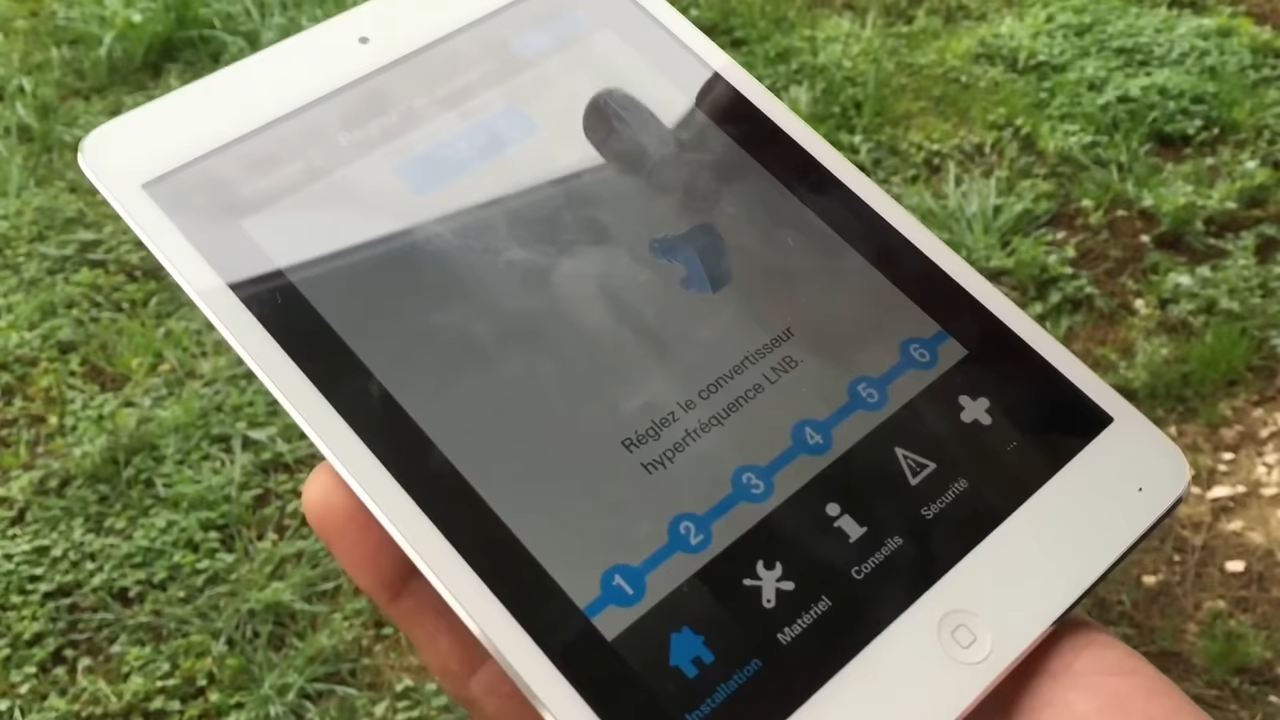 Réglez le convertisseur
hyperfréquence LNB.
1 2 3 4 5 6
Installation
Matériel
Conseils
Sécurité
...